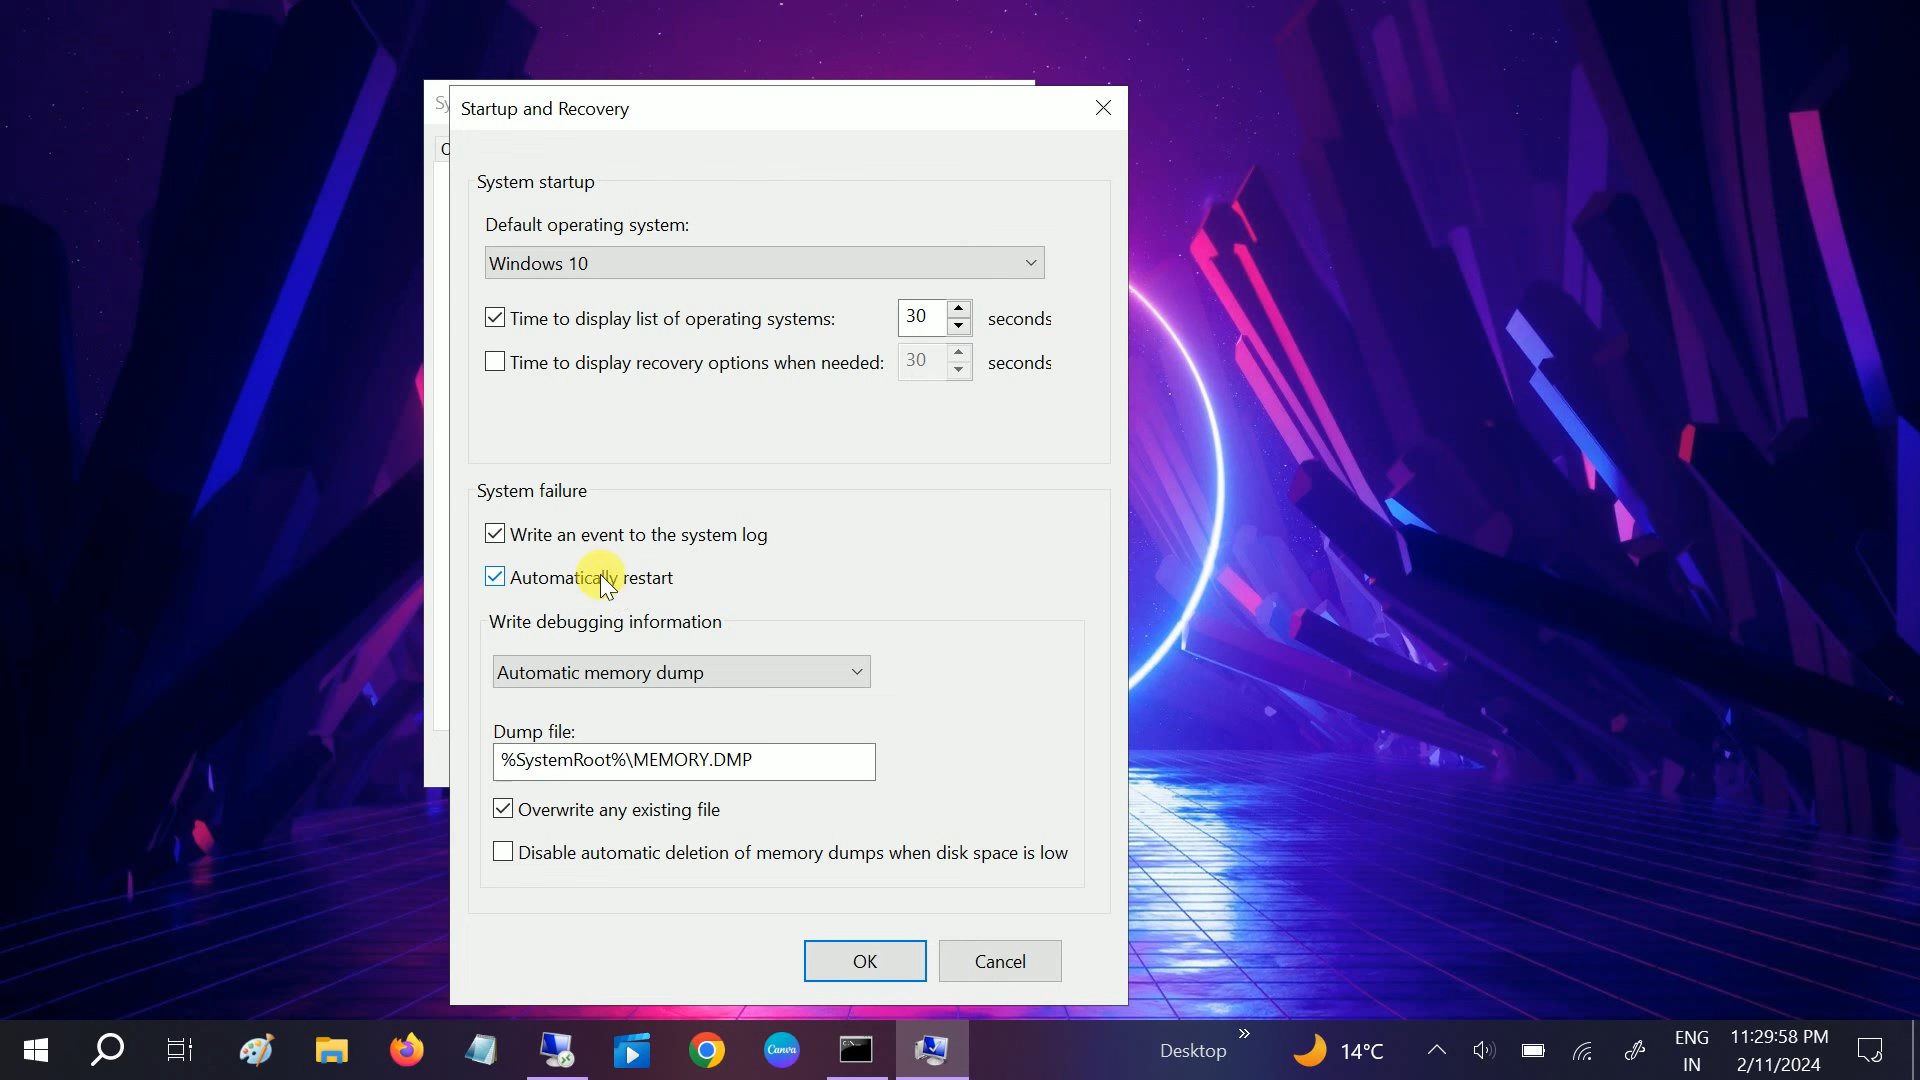 Sy
Startup and Recovery
C
System startup
Default operating system:
Windows 10
Time to display list of operating systems: 30 seconds
Time to display recovery options when needed: 30 seconds
System failure
Write an event to the system log
Automatically restart
Write debugging information
Automatic memory dump
Dump file:
%SystemRoot%\MEMORY.DMP
Overwrite any existing file
Disable automatic deletion of memory dumps when disk space is low
OK Cancel
Canva
Desktop
14°C
ENG
IN
11:29:58 PM
2/11/2024